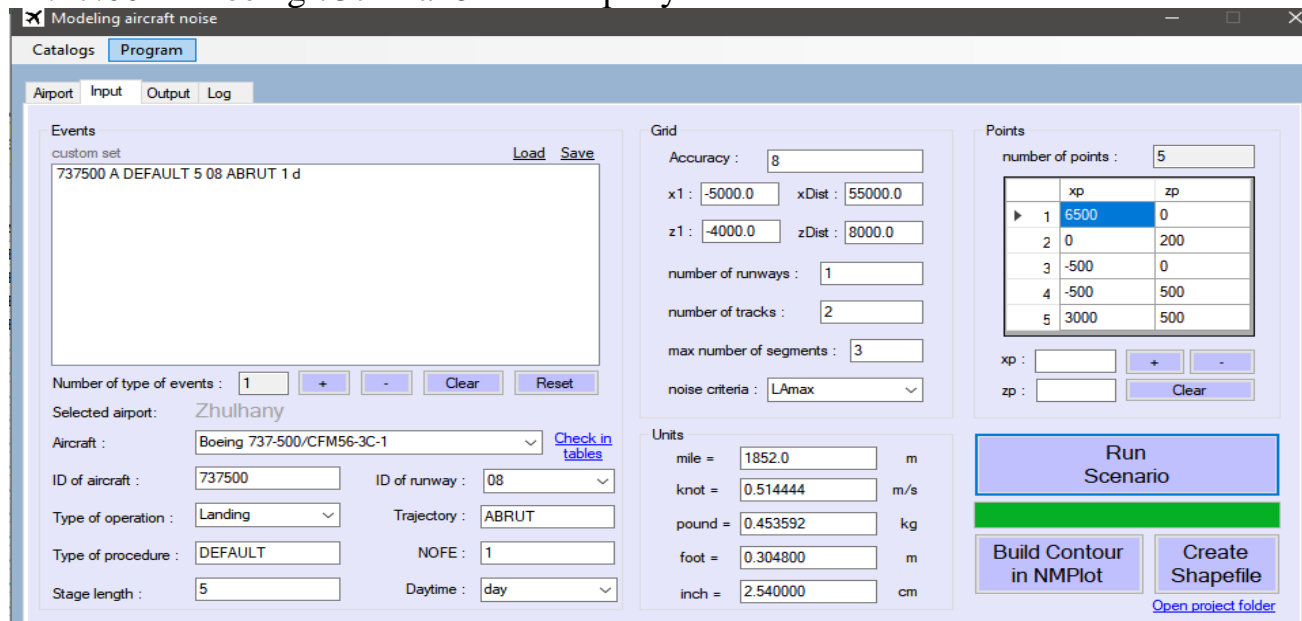 Modeling aircraft noise
Catalogs Program
Airport Input Output Log
Events
custom set Load Save
737500 A DEFAULT 5 08 ABRUT 1 d
Number of type of events : 1 + - Clear Reset
Selected airport: Zhulhany
Aircraft : Boeing 737-500/CFM56-3C-1 Check in tables
ID of aircraft : 737500 ID of runway : 08
Type of operation : Landing Trajectory : ABRUT
Type of procedure : DEFAULT NOFE : 1
Stage length : 5 Daytime : day
Grid
Accuracy : 8
x1 : -5000.0 xDist : 55000.0
z1 : -4000.0 zDist : 8000.0
number of runways : 1
number of tracks : 2
max number of segments : 3
noise criteria : LAmax
Units
mile = 1852.0 m
knot = 0.514444 m/s
pound = 0.453592 kg
foot = 0.304800 m
inch = 2.540000 cm
Points
number of points : 5
xp zp
1 6500 0
2 0 200
3 -500 0
4 -500 500
5 3000 500
xp : + -
zp : Clear
Run
Scenario
Build Contour
in NMPlot
Create
Shapefile
Open project folder